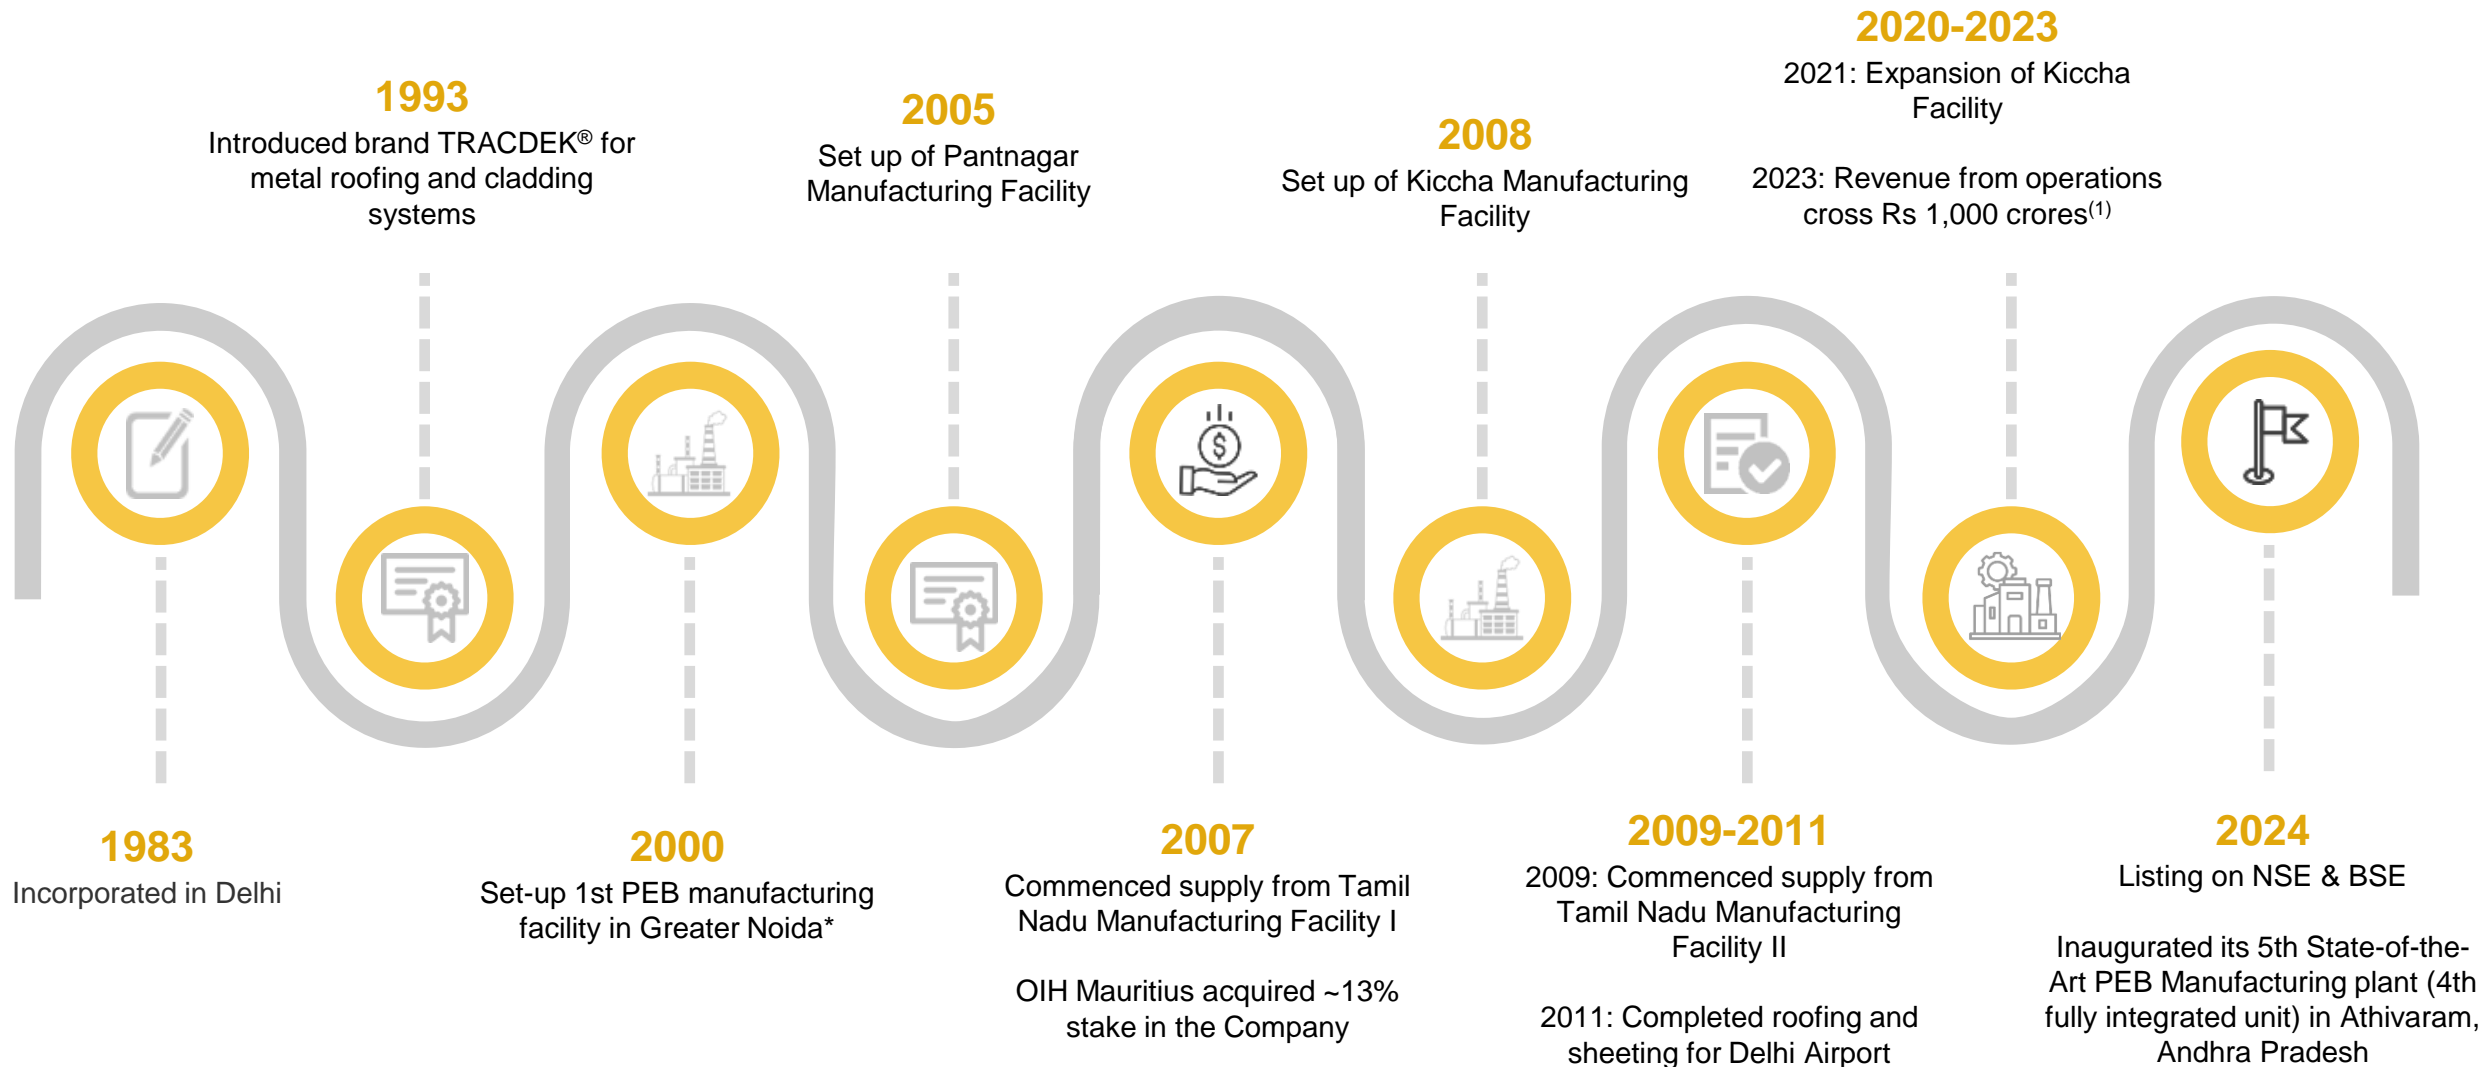 1983
Incorporated in Delhi
1993
Introduced brand TRACDEK® for
metal roofing and cladding
systems
2000
Set-up 1st PEB manufacturing
facility in Greater Noida*
2005
Set up of Pantnagar
Manufacturing Facility
2007
Commenced supply from Tamil
Nadu Manufacturing Facility I
OIH Mauritius acquired ~13%
stake in the Company
2008
Set up of Kiccha Manufacturing
Facility
2009-2011
2009: Commenced supply from
Tamil Nadu Manufacturing
Facility II
2011: Completed roofing and
sheeting for Delhi Airport
2020-2023
2021: Expansion of Kiccha
Facility
2023: Revenue from operations
cross Rs 1,000 crores(1)
2024
Listing on NSE & BSE
Inaugurated its 5th State-of-the-
Art PEB Manufacturing plant (4th
fully integrated unit) in Athivaram,
Andhra Pradesh